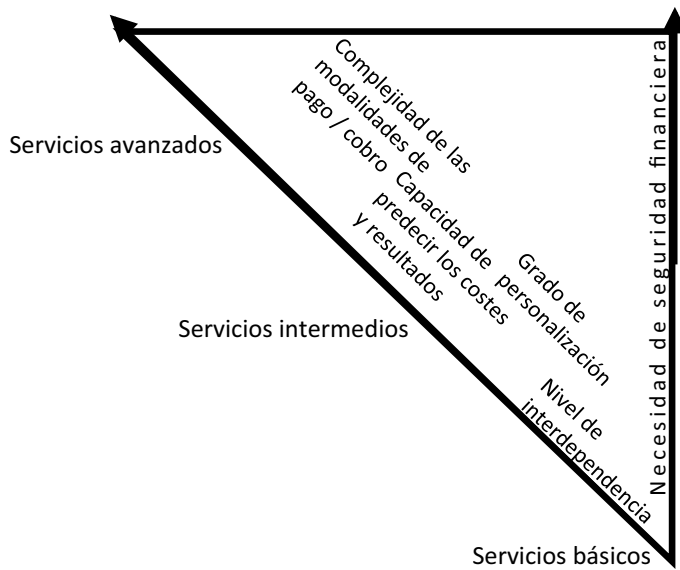 Complejidad de las
modalidades de
pago / cobro
Servicios avanzados
Capacidad de
predecir los costes
y resultados
Grado de
personalización
Servicios intermedios
Nivel de
interdependencia
Necesidad de seguridad financiera
Servicios básicos